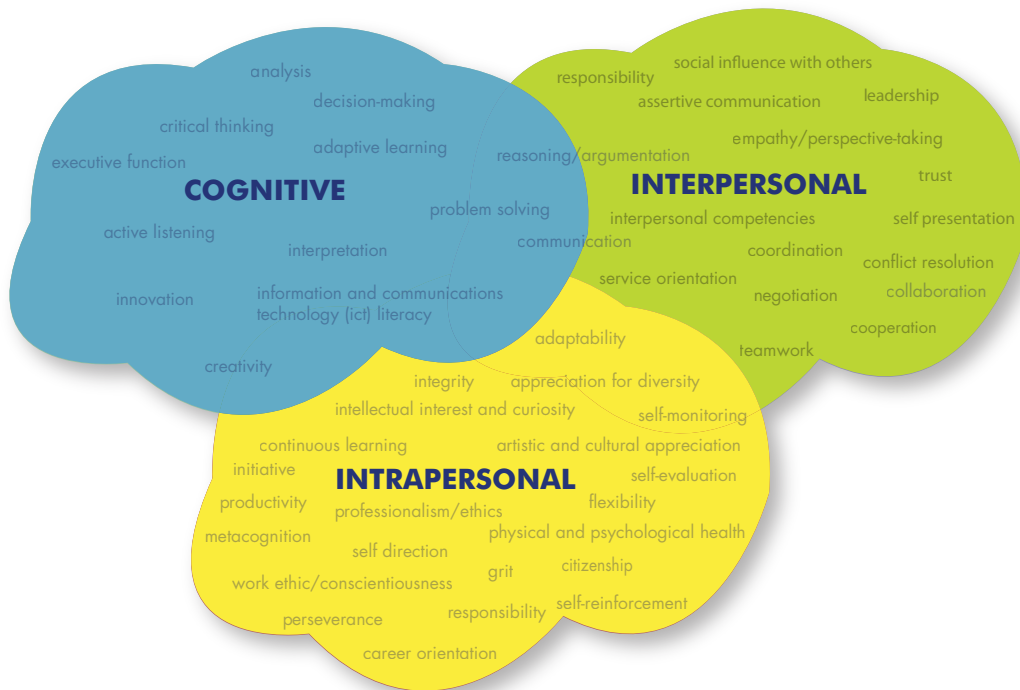 analysis
decision-making
critical thinking
adaptive learning
executive function
COGNITIVE
problem solving
active listening
interpretation
innovation
information and communications
technology (ict) literacy
creativity
social influence with others
responsibility
assertive communication
leadership
empathy/perspective-taking
reasoning/argumentation
trust
INTERPERSONAL
interpersonal competencies
self presentation
communication
coordination
conflict resolution
service orientation
negotiation
collaboration
cooperation
teamwork
adaptability
integrity
appreciation for diversity
intellectual interest and curiosity
self-monitoring
continuous learning
artistic and cultural appreciation
initiative
INTRAPERSONAL
self-evaluation
productivity
professionalism/ethics
flexibility
metacognition
physical and psychological health
self direction
grit
citizenship
work ethic/conscientiousness
responsibility
self-reinforcement
perseverance
career orientation